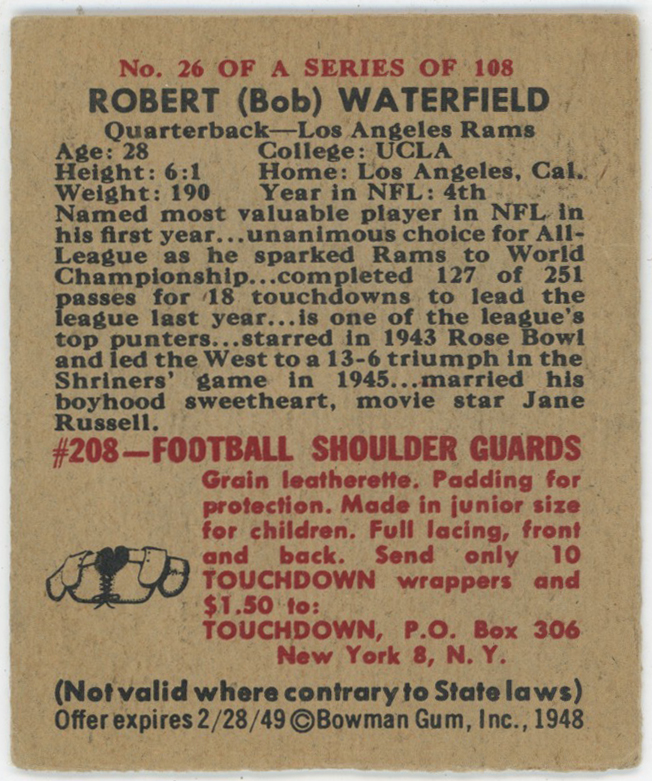 No. 26 OF A SERIES OF 108
ROBERT (Bob) WATERFIELD
Quarterback—Los Angeles Rams
Age: 28 College: UCLA
Height: 6:1 Home: Los Angeles, Cal.
Weight: 190 Year in NFL: 4th
Named most valuable player in NFL in
his first year...unanimous choice for All-
League as he sparked Rams to World
Championship...completed 127 of 251
passes for 18 touchdowns to lead the
league last year...is one of the league's
top punters...starred in 1943 Rose Bowl
and led the West to a 13-6 triumph in the
Shriners' game in 1945...married his
boyhood sweetheart, movie star Jane
Russell.
#208—FOOTBALL SHOULDER GUARDS
Grain leatherette. Padding for
protection. Made in junior size
for children. Full lacing, front
and back. Send only 10
TOUCHDOWN wrappers and
$1.50 to:
TOUCHDOWN, P.O. Box 306
New York 8, N. Y.
(Not valid where contrary to State laws)
Offer expires 2/28/49 ©Bowman Gum, Inc., 1948